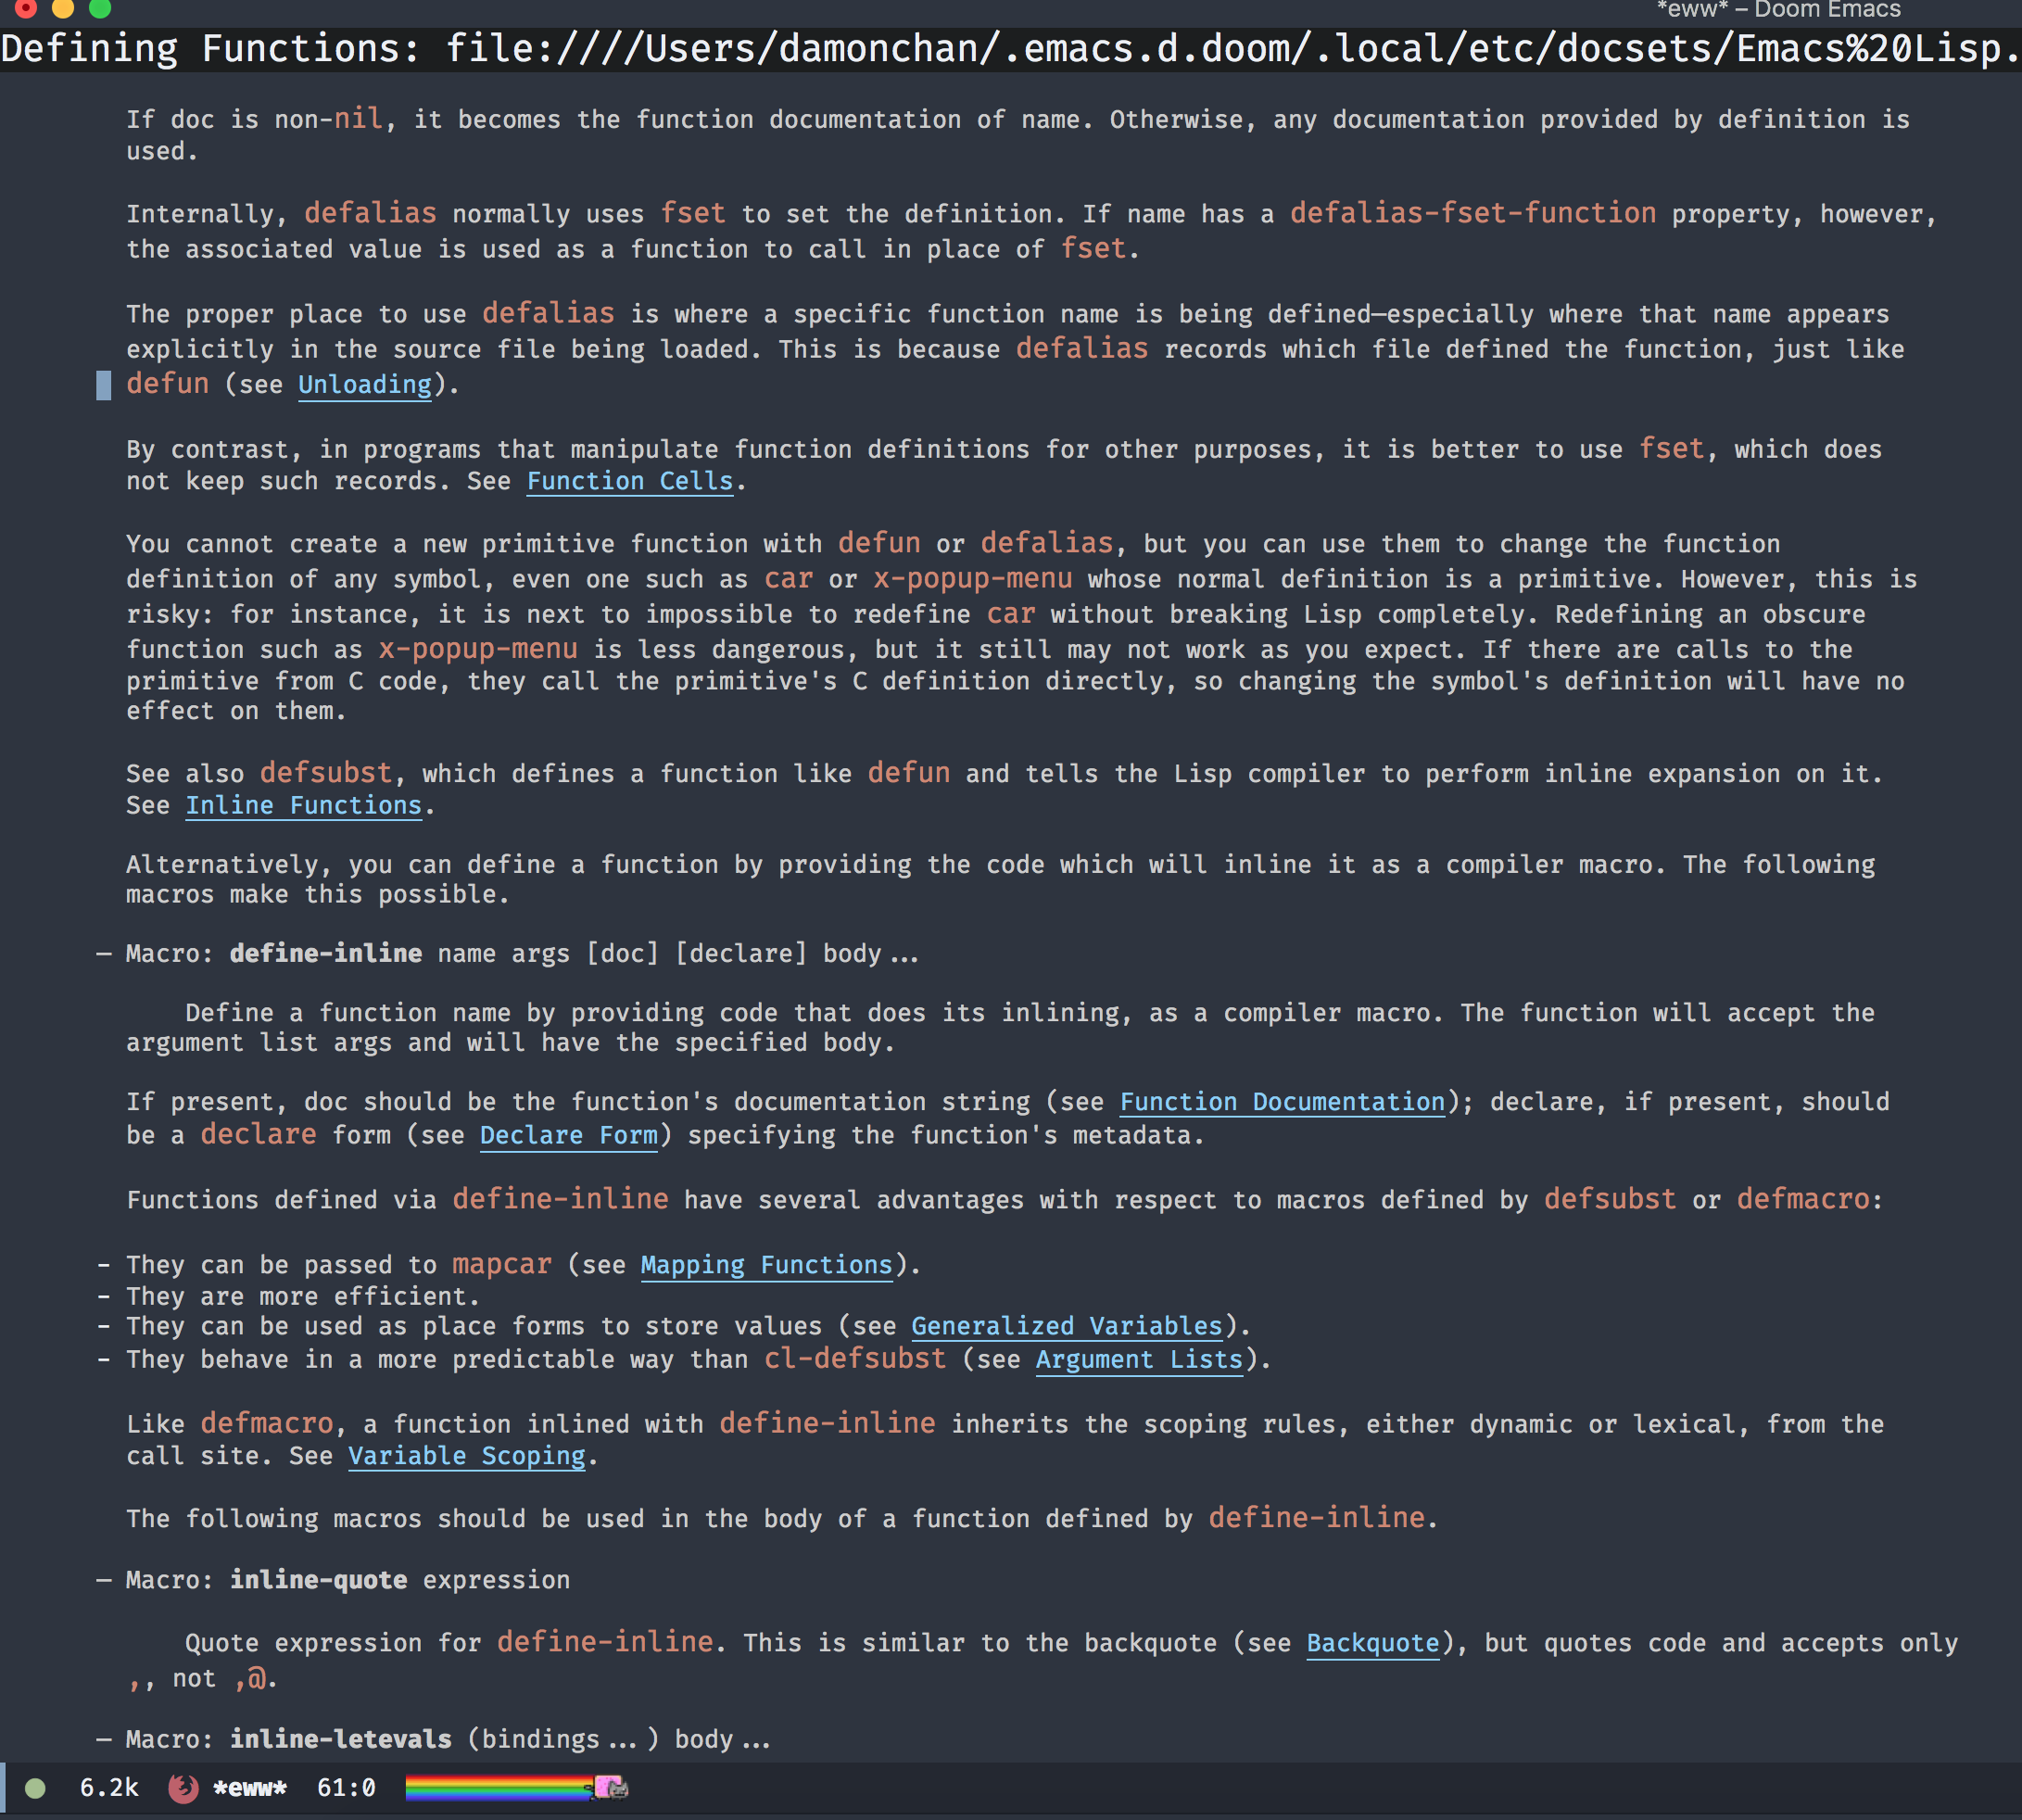 *eww* – Doom Emacs
Defining Functions: file:////Users/damonchan/.emacs.d.doom/.local/etc/docsets/Emacs%20Lisp.
If doc is non-nil, it becomes the function documentation of name. Otherwise, any documentation provided by definition is
used.
Internally, defalias normally uses fset to set the definition. If name has a defalias-fset-function property, however,
the associated value is used as a function to call in place of fset.
The proper place to use defalias is where a specific function name is being defined—especially where that name appears
explicitly in the source file being loaded. This is because defalias records which file defined the function, just like
defun (see Unloading).
By contrast, in programs that manipulate function definitions for other purposes, it is better to use fset, which does
not keep such records. See Function Cells.
You cannot create a new primitive function with defun or defalias, but you can use them to change the function
definition of any symbol, even one such as car or x-popup-menu whose normal definition is a primitive. However, this is
risky: for instance, it is next to impossible to redefine car without breaking Lisp completely. Redefining an obscure
function such as x-popup-menu is less dangerous, but it still may not work as you expect. If there are calls to the
primitive from C code, they call the primitive's C definition directly, so changing the symbol's definition will have no
effect on them.
See also defsubst, which defines a function like defun and tells the Lisp compiler to perform inline expansion on it.
See Inline Functions.
Alternatively, you can define a function by providing the code which will inline it as a compiler macro. The following
macros make this possible.
— Macro: define-inline name args [doc] [declare] body...
Define a function name by providing code that does its inlining, as a compiler macro. The function will accept the
argument list args and will have the specified body.
If present, doc should be the function's documentation string (see Function Documentation); declare, if present, should
be a declare form (see Declare Form) specifying the function's metadata.
Functions defined via define-inline have several advantages with respect to macros defined by defsubst or defmacro:
- They can be passed to mapcar (see Mapping Functions).
- They are more efficient.
- They can be used as place forms to store values (see Generalized Variables).
- They behave in a more predictable way than cl-defsubst (see Argument Lists).
Like defmacro, a function inlined with define-inline inherits the scoping rules, either dynamic or lexical, from the
call site. See Variable Scoping.
The following macros should be used in the body of a function defined by define-inline.
— Macro: inline-quote expression
Quote expression for define-inline. This is similar to the backquote (see Backquote), but quotes code and accepts only
,, not ,@.
— Macro: inline-letevals (bindings...) body...
6.2k *eww* 61:0